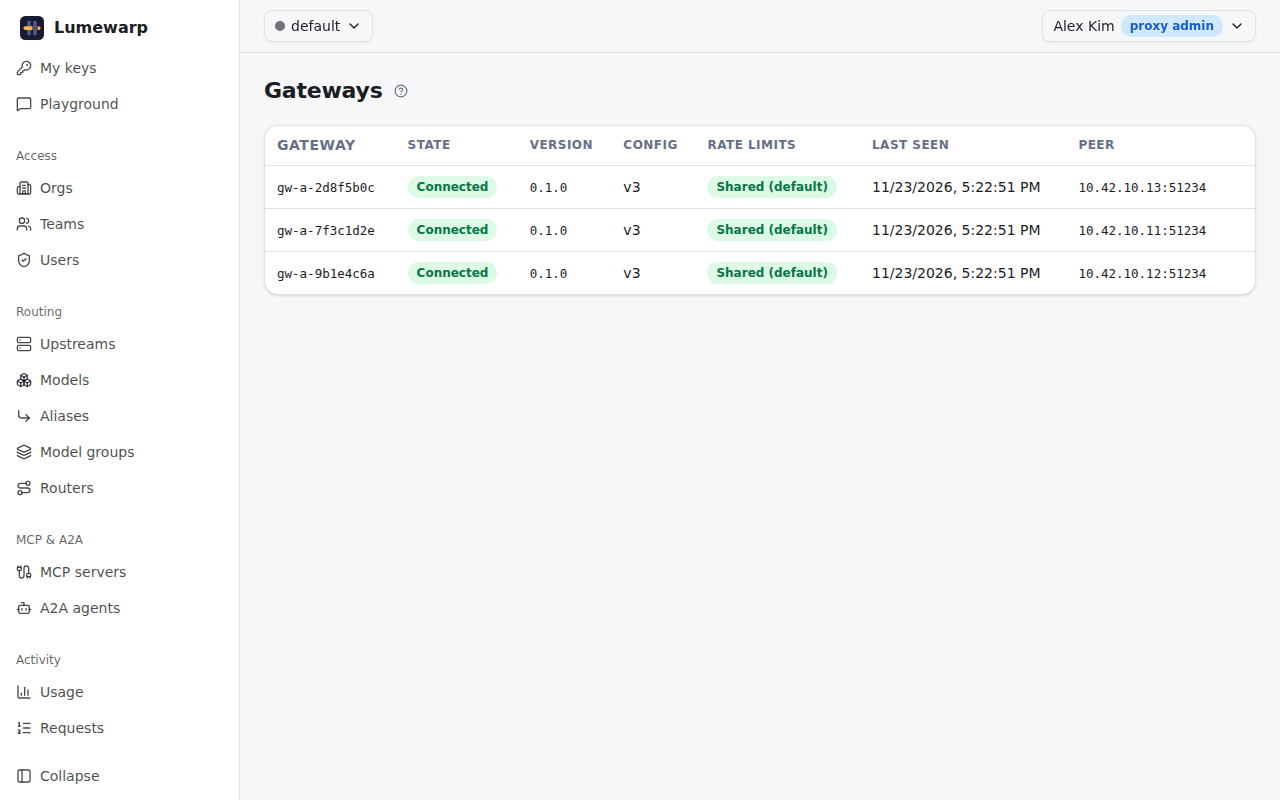 Lumewarp
My keys
Playground
Access
Orgs
Teams
Users
Routing
Upstreams
Models
Aliases
Model groups
Routers
MCP & A2A
MCP servers
A2A agents
Activity
Usage
Requests
Collapse
default
Alex Kim proxy admin
Gateways
GATEWAY STATE VERSION CONFIG RATE LIMITS LAST SEEN PEER
gw-a-2d8f5b0c Connected 0.1.0 v3 Shared (default) 11/23/2026, 5:22:51 PM 10.42.10.13:51234
gw-a-7f3c1d2e Connected 0.1.0 v3 Shared (default) 11/23/2026, 5:22:51 PM 10.42.10.11:51234
gw-a-9b1e4c6a Connected 0.1.0 v3 Shared (default) 11/23/2026, 5:22:51 PM 10.42.10.12:51234